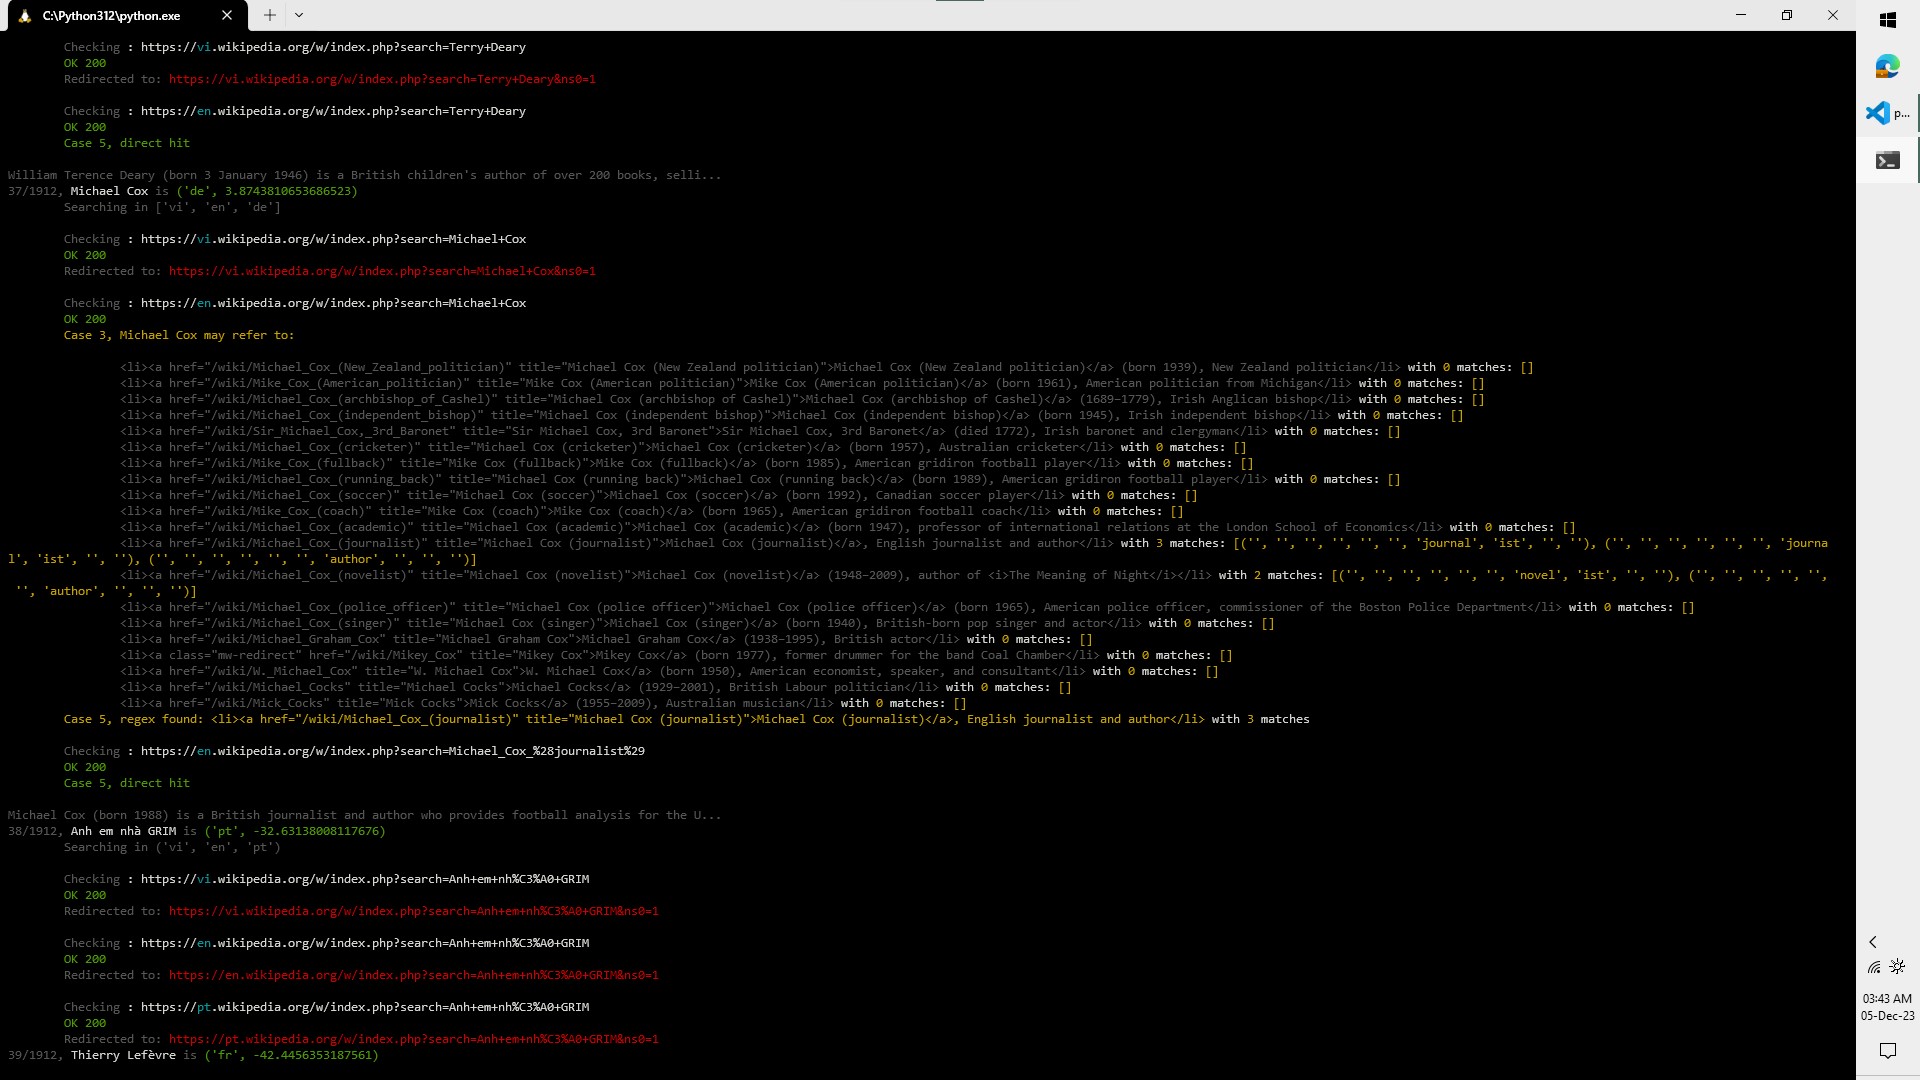 C:\Python312\python.exe
Checking : https://vi.wikipedia.org/w/index.php?search=Terry+Deary
OK 200
Redirected to: https://vi.wikipedia.org/w/index.php?search=Terry+Deary&ns0=1
Checking : https://en.wikipedia.org/w/index.php?search=Terry+Deary
OK 200
Case 5, direct hit
William Terence Deary (born 3 January 1946) is a British children's author of over 200 books, selli...
37/1912, Michael Cox is ('de', 3.8743810653686523)
Searching in ['vi', 'en', 'de']
Checking : https://vi.wikipedia.org/w/index.php?search=Michael+Cox
OK 200
Redirected to: https://vi.wikipedia.org/w/index.php?search=Michael+Cox&ns0=1
Checking : https://en.wikipedia.org/w/index.php?search=Michael+Cox
OK 200
Case 3, Michael Cox may refer to:
<li><a href="/wiki/Michael_Cox_(New_Zealand_politician)" title="Michael Cox (New Zealand politician)">Michael Cox (New Zealand politician)</a> (born 1939), New Zealand politician</li> with 0 matches: []
<li><a href="/wiki/Mike_Cox_(American_politician)" title="Mike Cox (American politician)">Mike Cox (American politician)</a> (born 1961), American politician from Michigan</li> with 0 matches: []
<li><a href="/wiki/Michael_Cox_(archbishop_of_Cashel)" title="Michael Cox (archbishop of Cashel)">Michael Cox (archbishop of Cashel)</a> (1689–1779), Irish Anglican bishop</li> with 0 matches: []
<li><a href="/wiki/Michael_Cox_(independent_bishop)" title="Michael Cox (independent bishop)">Michael Cox (independent bishop)</a> (born 1945), Irish independent bishop</li> with 0 matches: []
<li><a href="/wiki/Sir_Michael_Cox,_3rd_Baronet" title="Sir Michael Cox, 3rd Baronet">Sir Michael Cox, 3rd Baronet</a> (died 1772), Irish baronet and clergyman</li> with 0 matches: []
<li><a href="/wiki/Michael_Cox_(cricketer)" title="Michael Cox (cricketer)">Michael Cox (cricketer)</a> (born 1957), Australian cricketer</li> with 0 matches: []
<li><a href="/wiki/Mike_Cox_(fullback)" title="Mike Cox (fullback)">Mike Cox (fullback)</a> (born 1985), American gridiron football player</li> with 0 matches: []
<li><a href="/wiki/Michael_Cox_(running_back)" title="Michael Cox (running back)">Michael Cox (running back)</a> (born 1989), American gridiron football player</li> with 0 matches: []
<li><a href="/wiki/Michael_Cox_(soccer)" title="Michael Cox (soccer)">Michael Cox (soccer)</a> (born 1992), Canadian soccer player</li> with 0 matches: []
<li><a href="/wiki/Mike_Cox_(coach)" title="Mike Cox (coach)">Mike Cox (coach)</a> (born 1965), American gridiron football coach</li> with 0 matches: []
<li><a href="/wiki/Michael_Cox_(academic)" title="Michael Cox (academic)">Michael Cox (academic)</a> (born 1947), professor of international relations at the London School of Economics</li> with 0 matches: []
<li><a href="/wiki/Michael_Cox_(journalist)" title="Michael Cox (journalist)">Michael Cox (journalist)</a>, English journalist and author</li> with 3 matches: [('', '', '', '', '', '', 'journal', 'ist', '', ''), ('', '', '', '', '', '', 'journa
l', 'ist', '', ''), ('', '', '', '', '', '', 'author', '', '', '')]
<li><a href="/wiki/Michael_Cox_(novelist)" title="Michael Cox (novelist)">Michael Cox (novelist)</a> (1948–2009), author of <i>The Meaning of Night</i></li> with 2 matches: [('', '', '', '', '', '', 'novel', 'ist', '', ''), ('', '', '', '', '',
'', 'author', '', '', '')]
<li><a href="/wiki/Michael_Cox_(police_officer)" title="Michael Cox (police officer)">Michael Cox (police officer)</a> (born 1965), American police officer, commissioner of the Boston Police Department</li> with 0 matches: []
<li><a href="/wiki/Michael_Cox_(singer)" title="Michael Cox (singer)">Michael Cox (singer)</a> (born 1940), British-born pop singer and actor</li> with 0 matches: []
<li><a href="/wiki/Michael_Graham_Cox" title="Michael Graham Cox">Michael Graham Cox</a> (1938–1995), British actor</li> with 0 matches: []
<li><a class="mw-redirect" href="/wiki/Mikey_Cox" title="Mikey Cox">Mikey Cox</a> (born 1977), former drummer for the band Coal Chamber</li> with 0 matches: []
<li><a href="/wiki/W._Michael_Cox" title="W. Michael Cox">W. Michael Cox</a> (born 1950), American economist, speaker, and consultant</li> with 0 matches: []
<li><a href="/wiki/Michael_Cocks" title="Michael Cocks">Michael Cocks</a> (1929–2001), British Labour politician</li> with 0 matches: []
<li><a href="/wiki/Mick_Cocks" title="Mick Cocks">Mick Cocks</a> (1955–2009), Australian musician</li> with 0 matches: []
Case 5, regex found: <li><a href="/wiki/Michael_Cox_(journalist)" title="Michael Cox (journalist)">Michael Cox (journalist)</a>, English journalist and author</li> with 3 matches
Checking : https://en.wikipedia.org/w/index.php?search=Michael_Cox_%28journalist%29
OK 200
Case 5, direct hit
Michael Cox (born 1988) is a British journalist and author who provides football analysis for the U...
38/1912, Anh em nhà GRIM is ('pt', -32.63138008117676)
Searching in ('vi', 'en', 'pt')
Checking : https://vi.wikipedia.org/w/index.php?search=Anh+em+nh%C3%A0+GRIM
OK 200
Redirected to: https://vi.wikipedia.org/w/index.php?search=Anh+em+nh%C3%A0+GRIM&ns0=1
Checking : https://en.wikipedia.org/w/index.php?search=Anh+em+nh%C3%A0+GRIM
OK 200
Redirected to: https://en.wikipedia.org/w/index.php?search=Anh+em+nh%C3%A0+GRIM&ns0=1
Checking : https://pt.wikipedia.org/w/index.php?search=Anh+em+nh%C3%A0+GRIM
OK 200
Redirected to: https://pt.wikipedia.org/w/index.php?search=Anh+em+nh%C3%A0+GRIM&ns0=1
39/1912, Thierry Lefèvre is ('fr', -42.4456353187561)
p...
03:43 AM
05-Dec-23